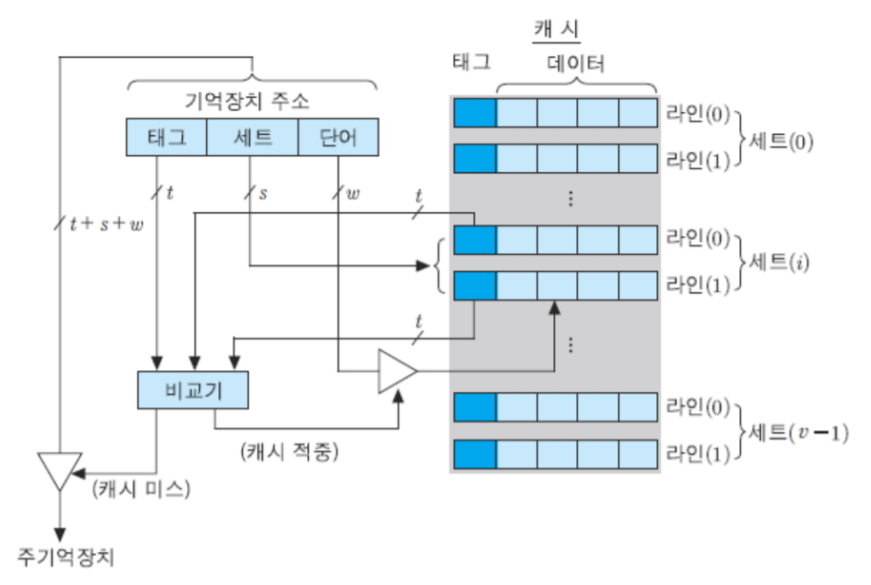 캐 시
태그 데이터
기억장치 주소
태그 세트 단어
t s w
t + s + w
t
t
비교기
(캐시 적중)
(캐시 미스)
주기억장치
라인(0)
라인(1)
세트(0)
⋮
라인(0)
라인(1)
세트(i)
⋮
라인(0)
라인(1)
세트(v−1)